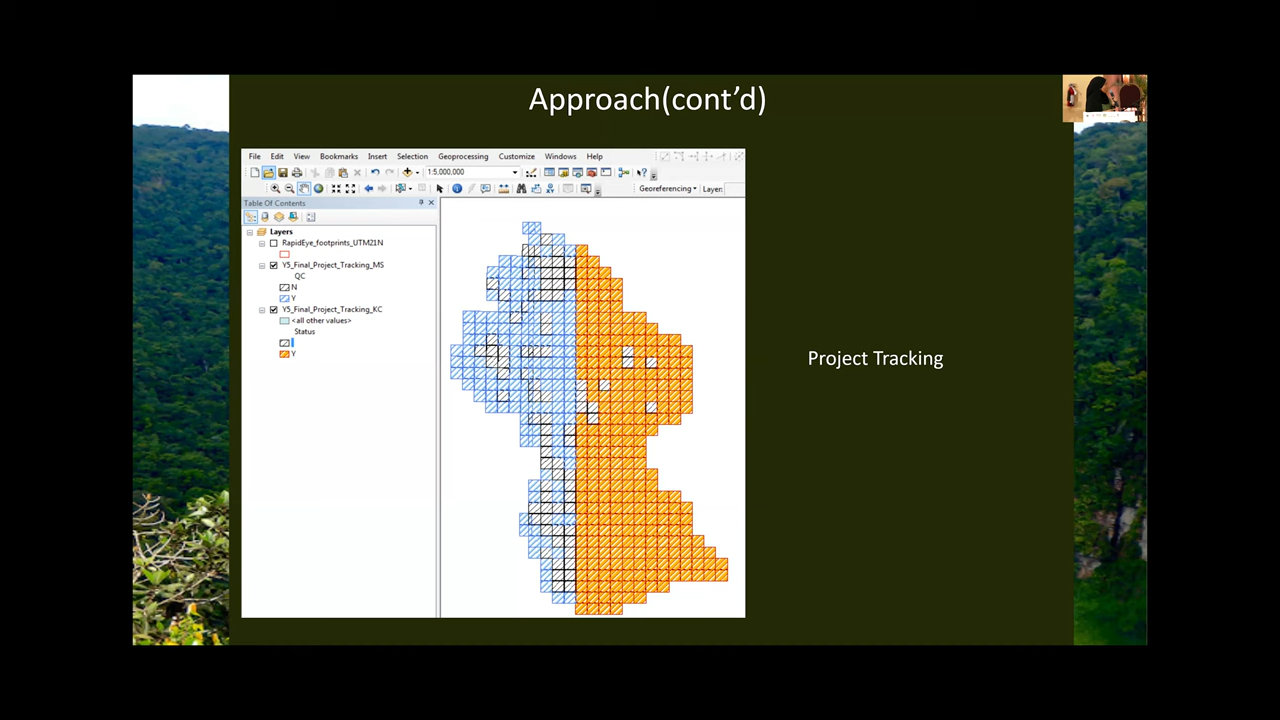 Approach(cont’d)
File Edit View Bookmarks Insert Selection Geoprocessing Customize Windows Help
1:5,000,000
Georeferencing Layer:
Table Of Contents
Layers
RapidEye_footprints_UTM21N
Y5_Final_Project_Tracking_MS
QC
N
Y
Y5_Final_Project_Tracking_KC
<all other values>
Status
Y
Project Tracking